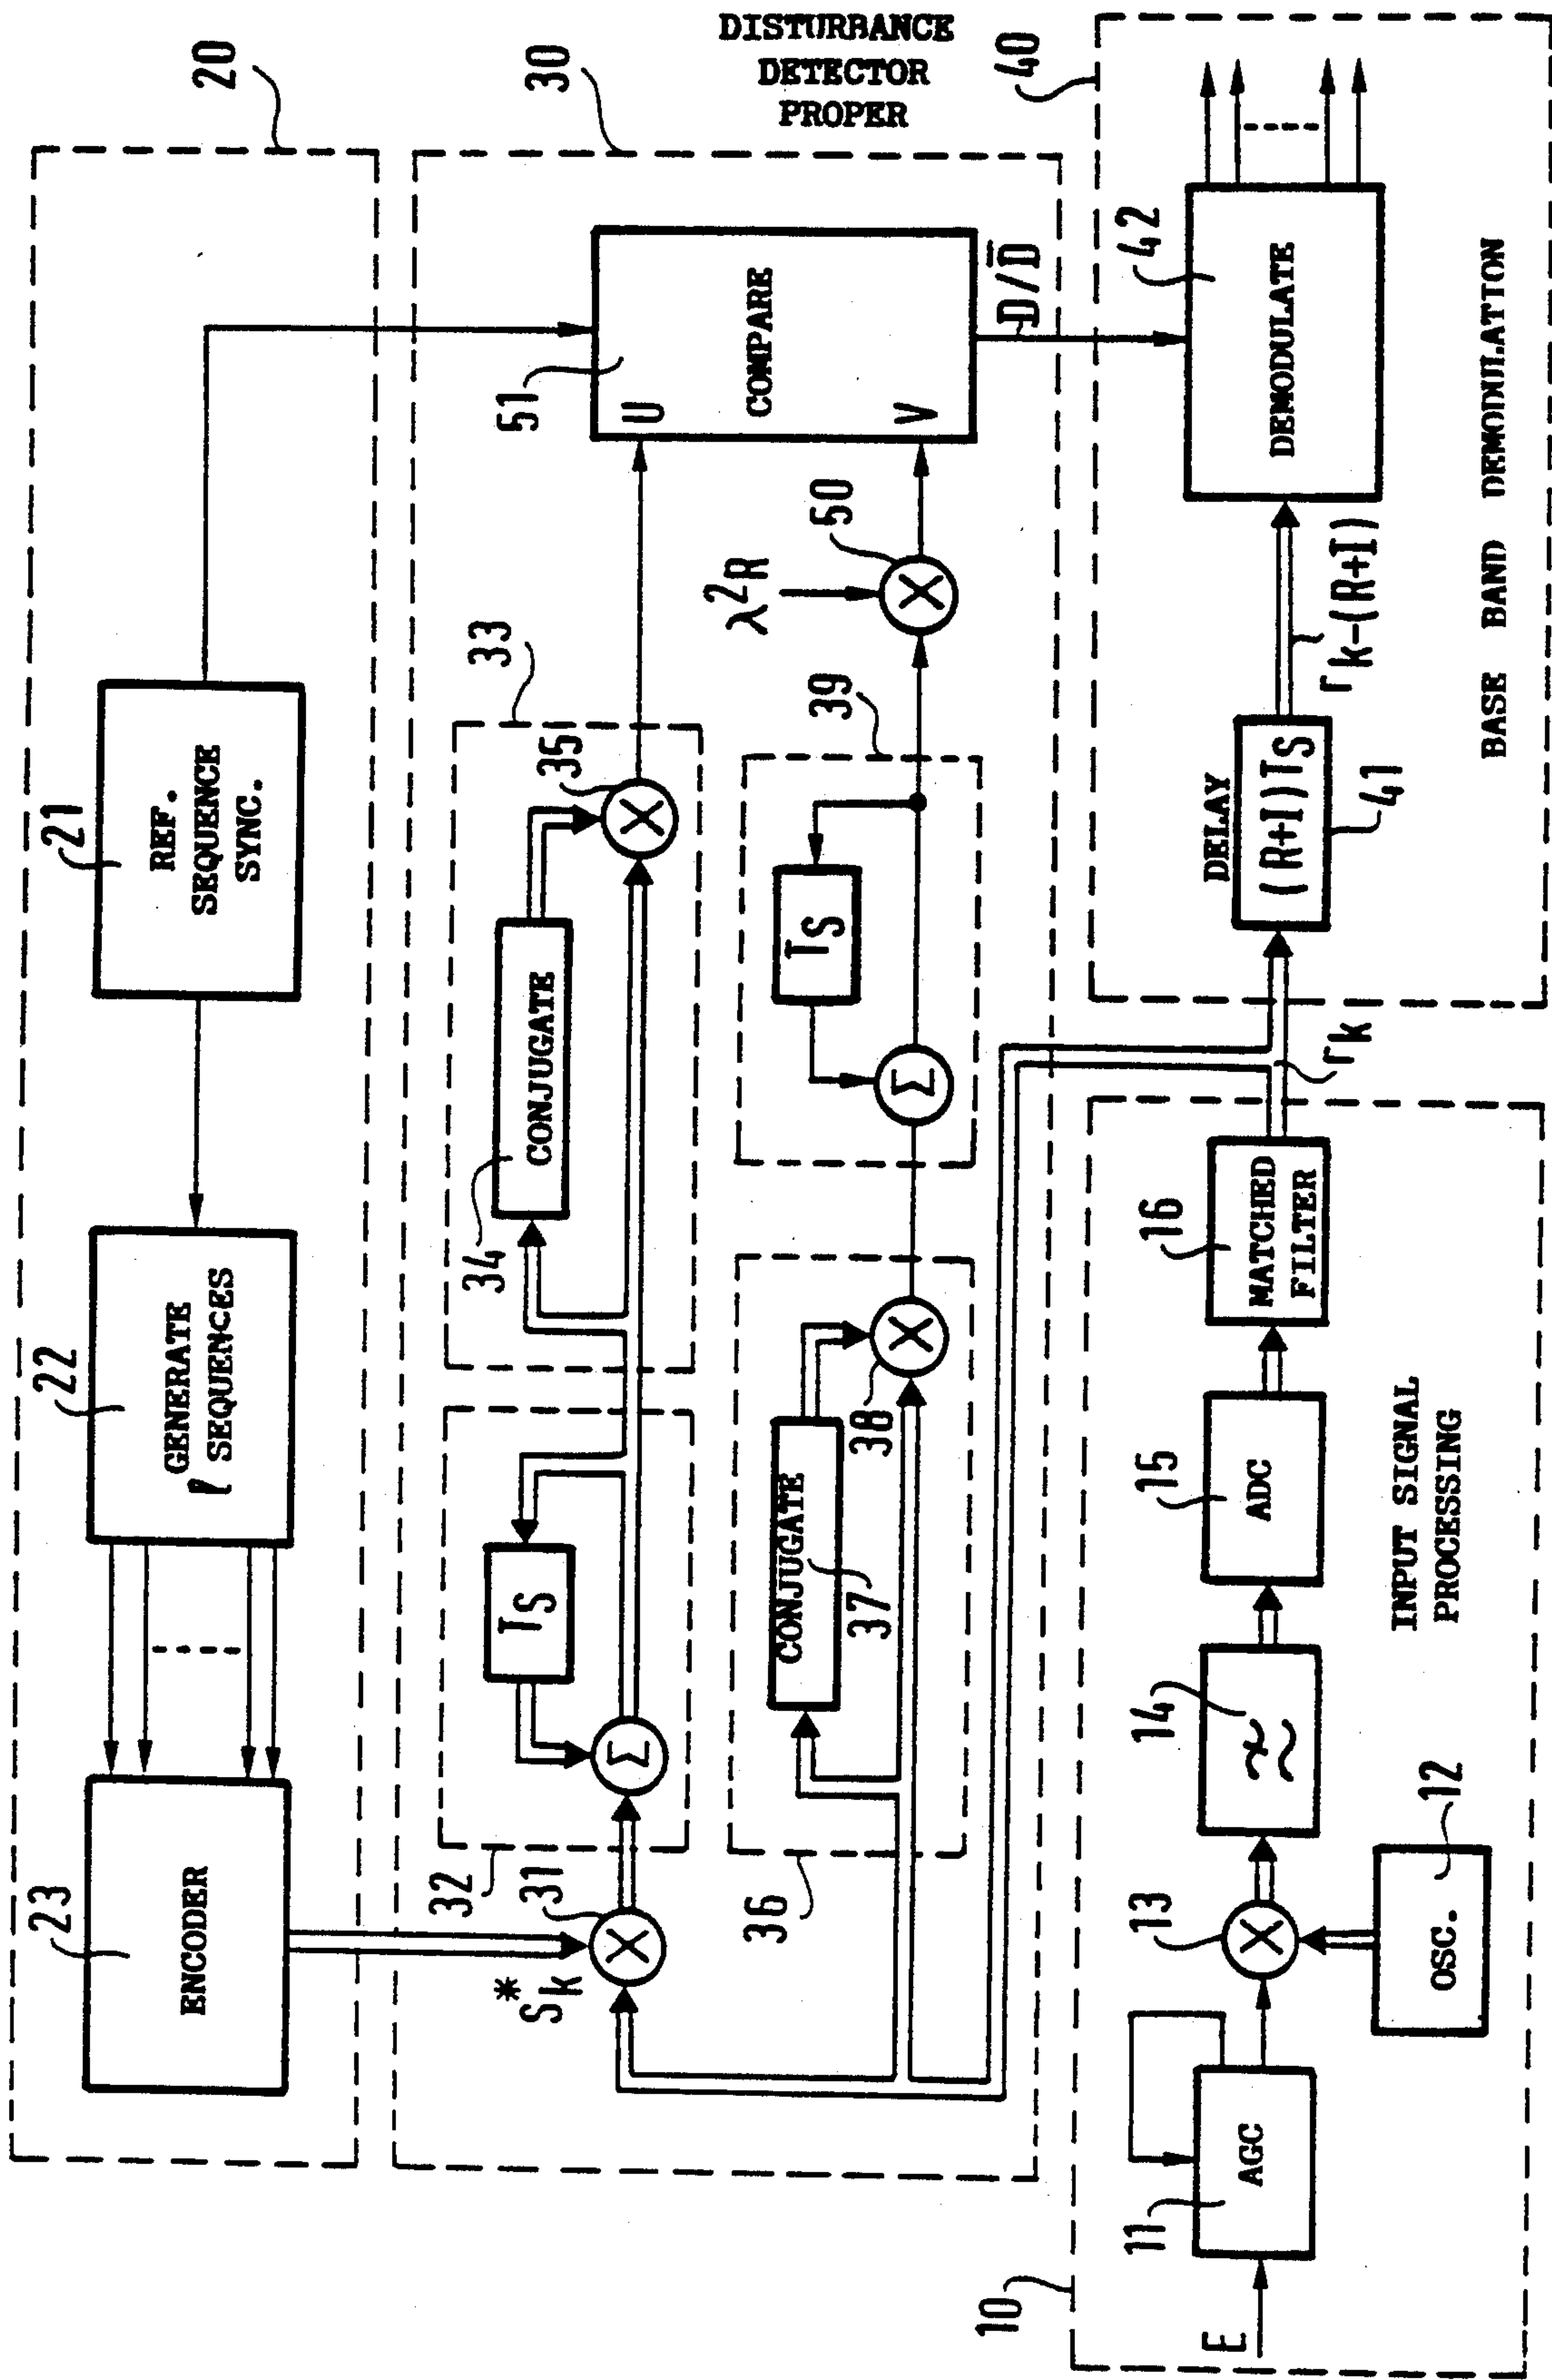 20
21
REF.
SEQUENCE
SYNC.
22
GENERATE
ℓ SEQUENCES
23
ENCODER
30
DISTURBANCE
DETECTOR
PROPER
S*k
31
32
TS
Σ
33
34
CONJUGATE
35
36
CONJUGATE
37
38
39
TS
Σ
λ²R
50
51
U
COMPARE
V
D/D̄
40
DELAY
(R+I)TS
41
rk-(R+I)
42
DEMODULATE
BASE BAND DEMODULATION
10
E
11
AGC
12
OSC.
13
14
15
ADC
16
MATCHED
FILTER
rk
INPUT SIGNAL
PROCESSING